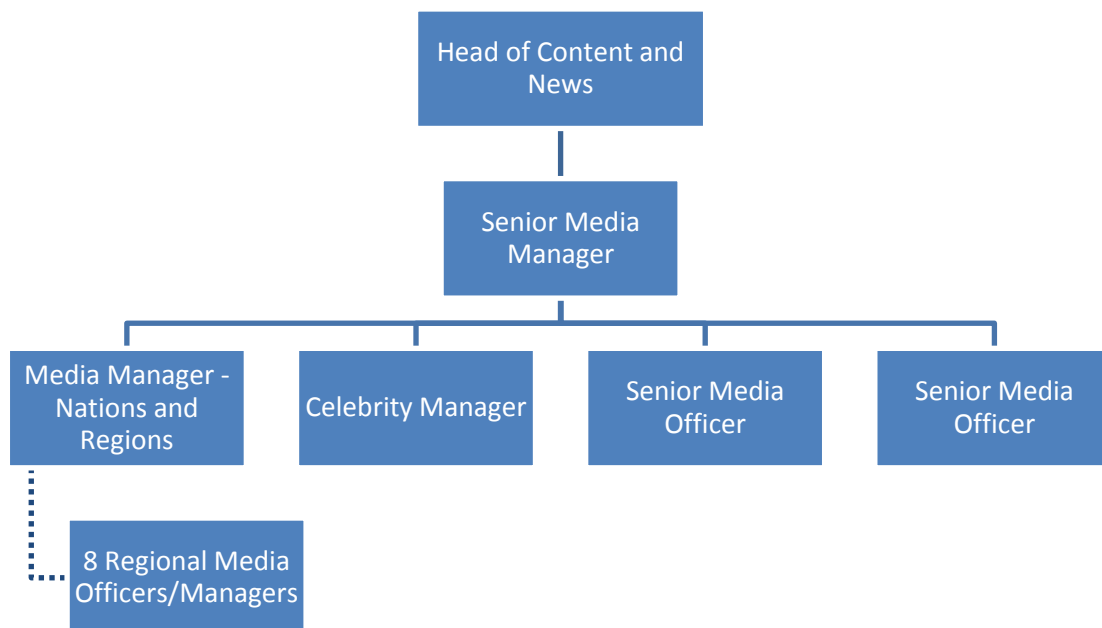 Head of Content and
News
Senior Media
Manager
Media Manager -
Nations and
Regions
Celebrity Manager
Senior Media
Officer
Senior Media
Officer
8 Regional Media
Officers/Managers